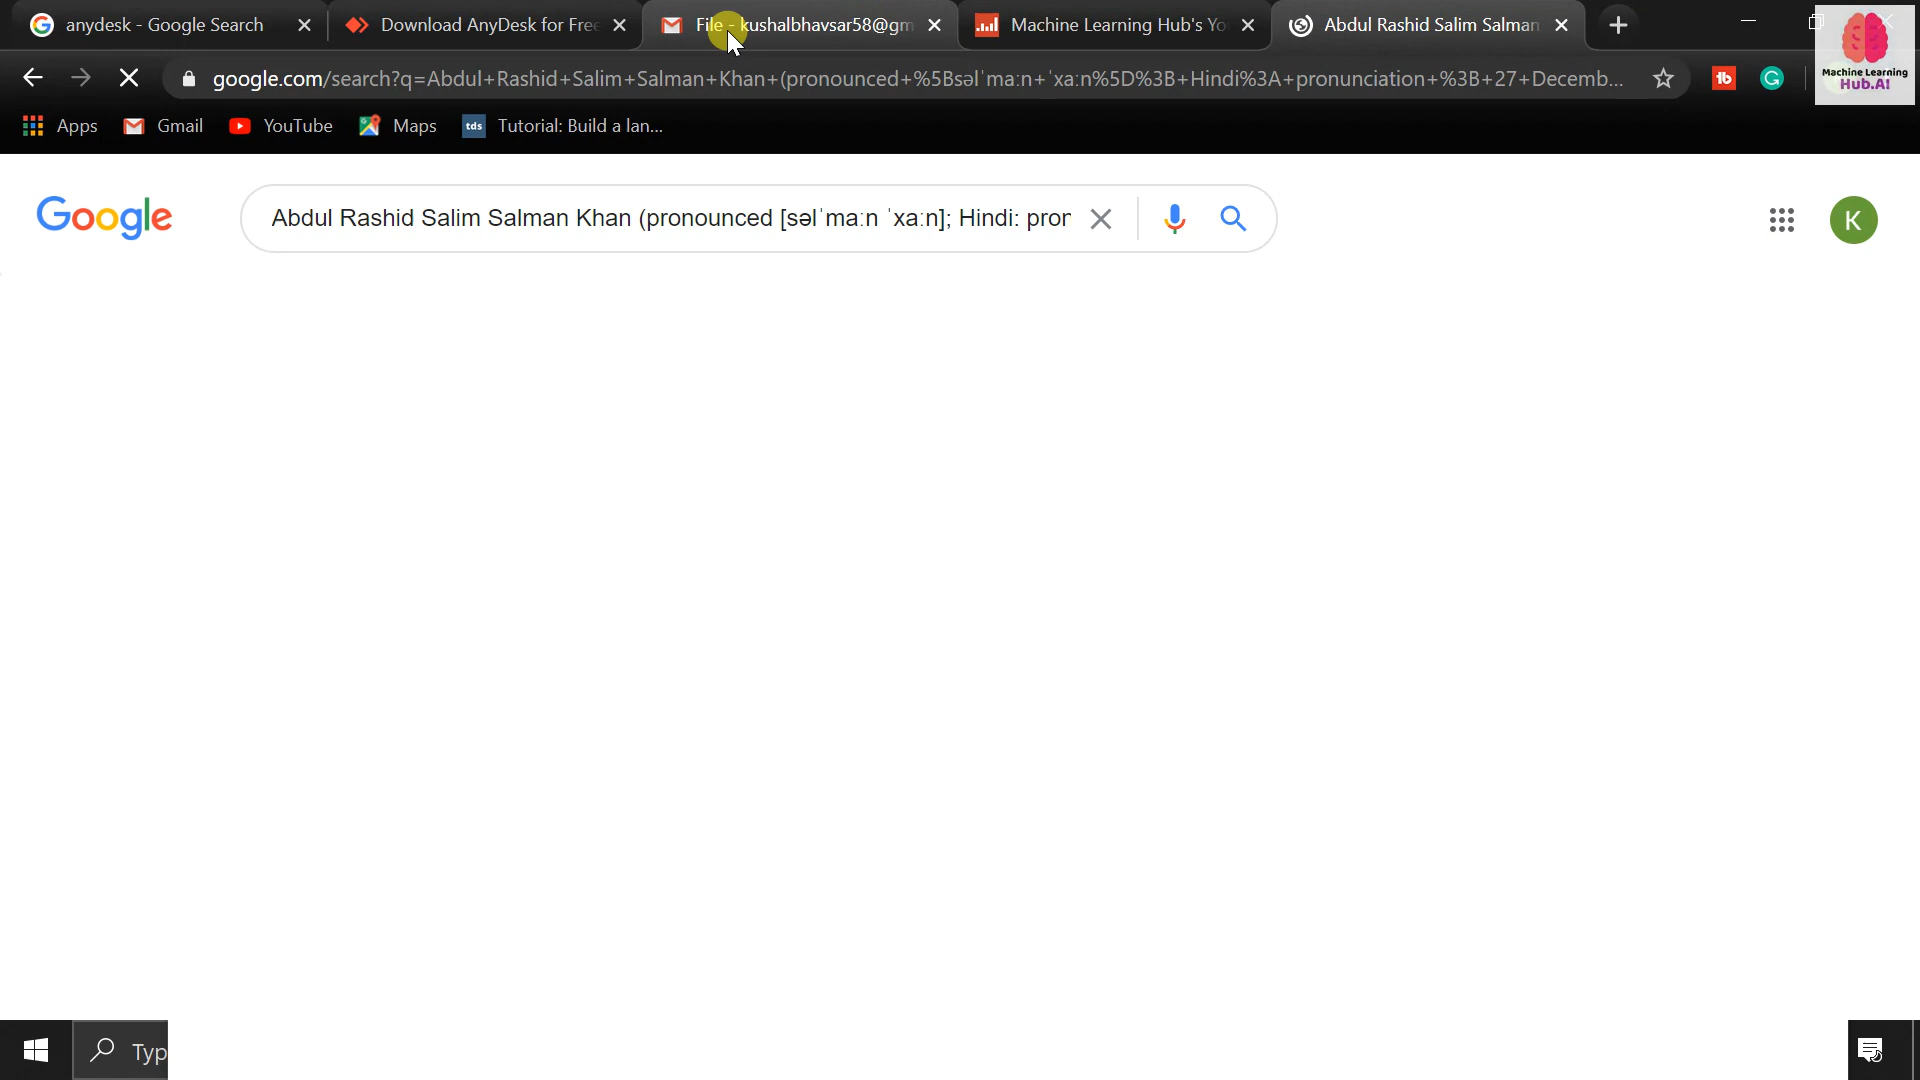 anydesk - Google Search
Download AnyDesk for Free
File - kushalbhavsar58@gm
Machine Learning Hub's Yo
Abdul Rashid Salim Salman
google.com/search?q=Abdul+Rashid+Salim+Salman+Khan+(pronounced+%5Bsəlˈmaːn+ˈxaːn%5D%3B+Hindi%3A+pronunciation+%3B+27+Decemb...
Machine Learning
Hub.AI
Apps
Gmail
YouTube
Maps
tds
Tutorial: Build a lan...
Google
Abdul Rashid Salim Salman Khan (pronounced [səlˈmaːn ˈxaːn]; Hindi: pron
K
Typ